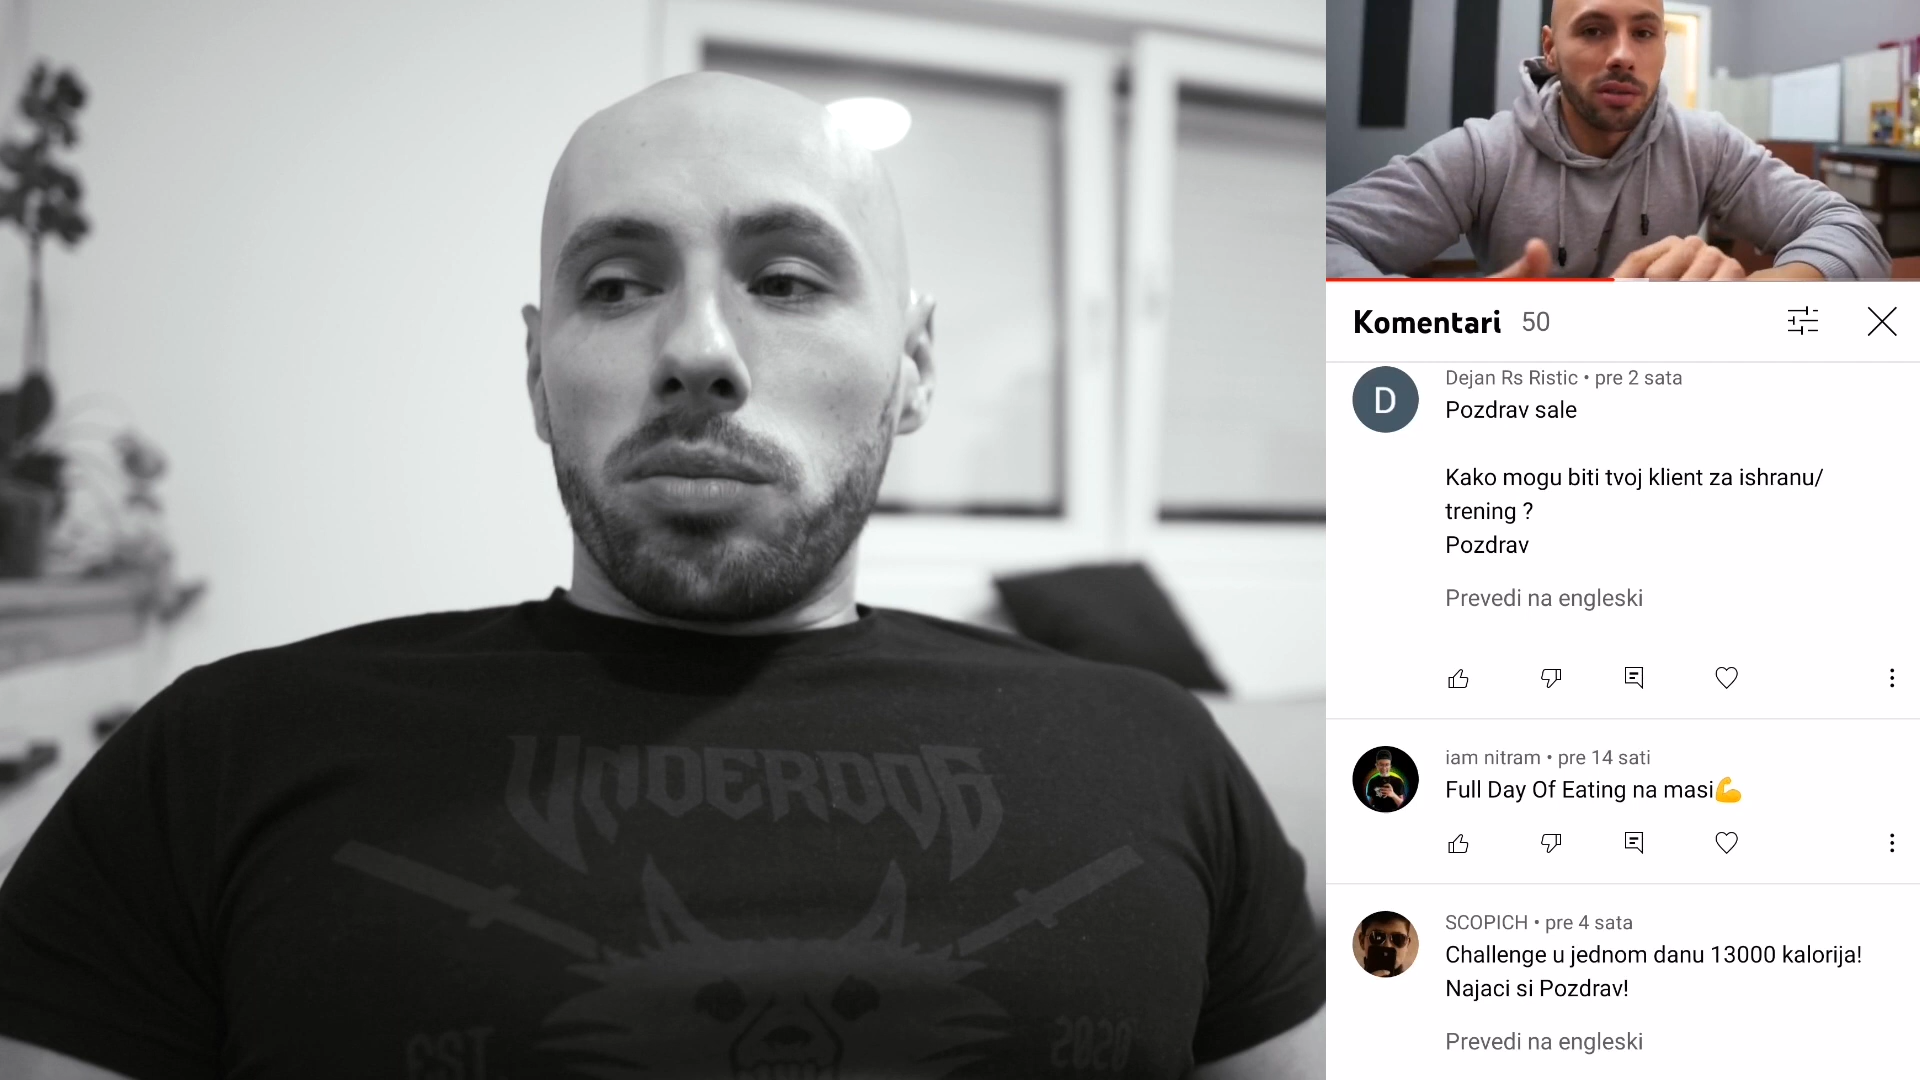 UNDERDOG
EST
2020
Komentari 50
D
Dejan Rs Ristic • pre 2 sata
Pozdrav sale
Kako mogu biti tvoj klient za ishranu/
trening ?
Pozdrav
Prevedi na engleski
iam nitram • pre 14 sati
Full Day Of Eating na masi💪
SCOPICH • pre 4 sata
Challenge u jednom danu 13000 kalorija!
Najaci si Pozdrav!
Prevedi na engleski